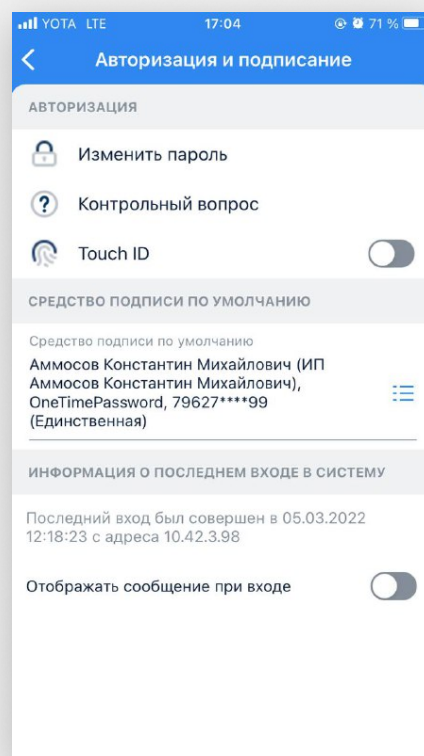 YOTA LTE 17:04 71 %
Авторизация и подписание
АВТОРИЗАЦИЯ
Изменить пароль
? Контрольный вопрос
Touch ID
СРЕДСТВО ПОДПИСИ ПО УМОЛЧАНИЮ
Средство подписи по умолчанию
Аммосов Константин Михайлович (ИП
Аммосов Константин Михайлович),
OneTimePassword, 79627****99
(Единственная)
ИНФОРМАЦИЯ О ПОСЛЕДНЕМ ВХОДЕ В СИСТЕМУ
Последний вход был совершен в 05.03.2022
12:18:23 с адреса 10.42.3.98
Отображать сообщение при входе